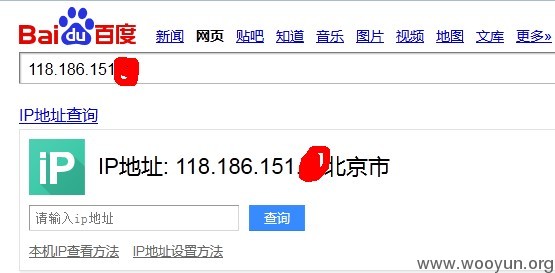 Bai du 百度 新闻 网页 贴吧 知道 音乐 图片 视频 地图 文库 更多»
118.186.151
IP地址查询
iP IP地址: 118.186.151. 北京市
请输入ip地址 查询
本机IP查看方法 IP地址设置方法
www.wooyun.org